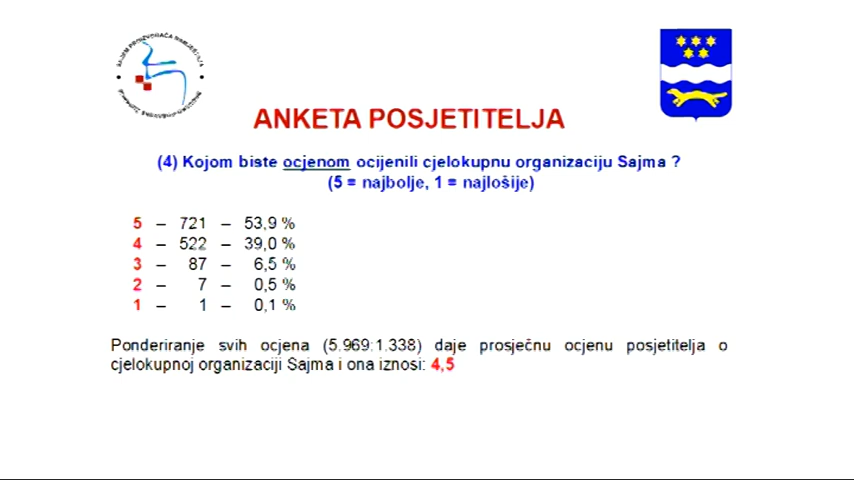 ANKETA POSJETITELJA
(4) Kojom biste ocjenom ocijenili cjelokupnu organizaciju Sajma ?
(5 = najbolje, 1 = najlošije)
5 – 721 – 53,9 %
4 – 522 – 39,0 %
3 – 87 – 6,5 %
2 – 7 – 0,5 %
1 – 1 – 0,1 %
Ponderiranje svih ocjena (5.969:1.338) daje prosječnu ocjenu posjetitelja o
cjelokupnoj organizaciji Sajma i ona iznosi: 4,5